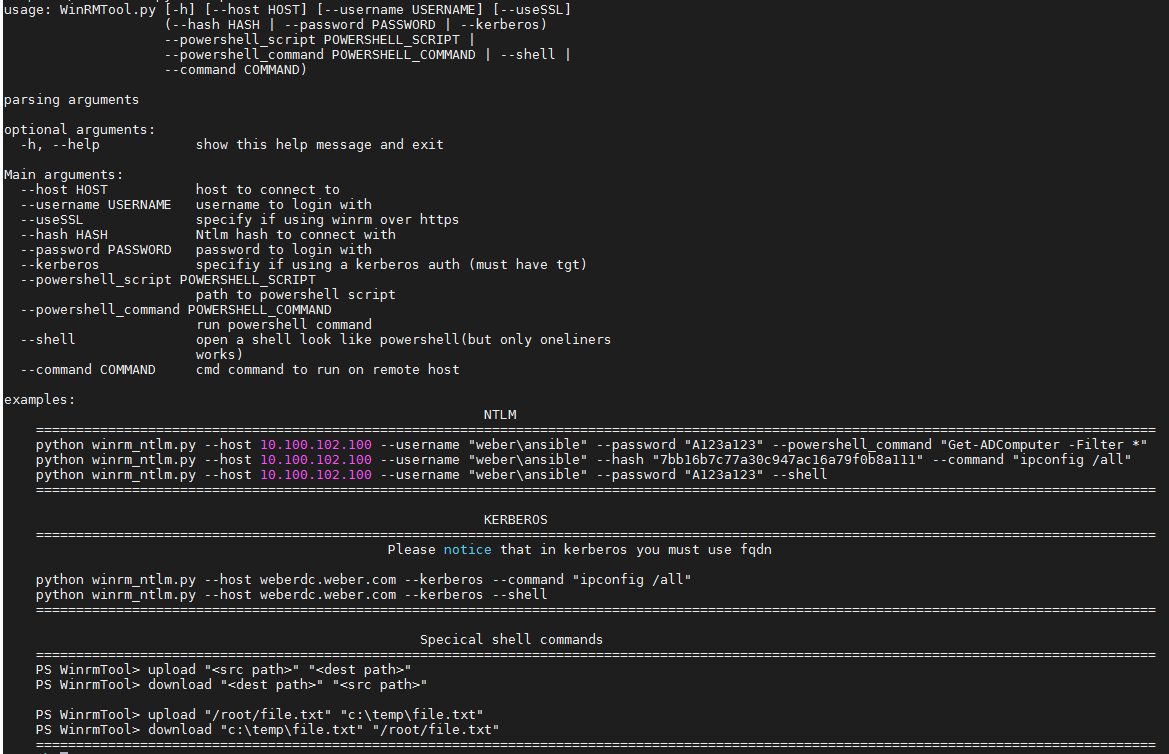 usage: WinRMTool.py [-h] [--host HOST] [--username USERNAME] [--useSSL]
(--hash HASH | --password PASSWORD | --kerberos)
--powershell_script POWERSHELL_SCRIPT |
--powershell_command POWERSHELL_COMMAND | --shell |
--command COMMAND)
parsing arguments
optional arguments:
-h, --help show this help message and exit
Main arguments:
--host HOST host to connect to
--username USERNAME username to login with
--useSSL specify if using winrm over https
--hash HASH Ntlm hash to connect with
--password PASSWORD password to login with
--kerberos specifiy if using a kerberos auth (must have tgt)
--powershell_script POWERSHELL_SCRIPT
path to powershell script
--powershell_command POWERSHELL_COMMAND
run powershell command
--shell open a shell look like powershell(but only oneliners
works)
--command COMMAND cmd command to run on remote host
examples:
NTLM
============================================================================================================================================
python winrm_ntlm.py --host 10.100.102.100 --username "weber\ansible" --password "A123a123" --powershell_command "Get-ADComputer -Filter *"
python winrm_ntlm.py --host 10.100.102.100 --username "weber\ansible" --hash "7bb16b7c77a30c947ac16a79f0b8a111" --command "ipconfig /all"
python winrm_ntlm.py --host 10.100.102.100 --username "weber\ansible" --password "A123a123" --shell
============================================================================================================================================
KERBEROS
============================================================================================================================================
Please notice that in kerberos you must use fqdn
python winrm_ntlm.py --host weberdc.weber.com --kerberos --command "ipconfig /all"
python winrm_ntlm.py --host weberdc.weber.com --kerberos --shell
============================================================================================================================================
Specical shell commands
============================================================================================================================================
PS WinrmTool> upload "<src path>" "<dest path>"
PS WinrmTool> download "<dest path>" "<src path>"
PS WinrmTool> upload "/root/file.txt" "c:\temp\file.txt"
PS WinrmTool> download "c:\temp\file.txt" "/root/file.txt"
============================================================================================================================================